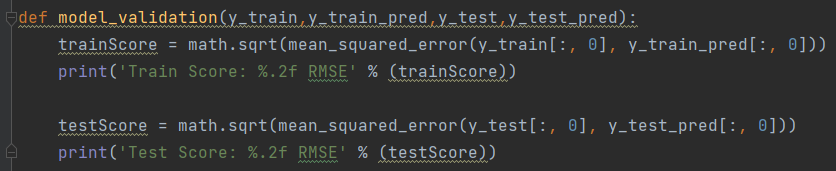 def model_validation(y_train,y_train_pred,y_test,y_test_pred):
    trainScore = math.sqrt(mean_squared_error(y_train[:, 0], y_train_pred[:, 0]))
    print('Train Score: %.2f RMSE' % (trainScore))

    testScore = math.sqrt(mean_squared_error(y_test[:, 0], y_test_pred[:, 0]))
    print('Test Score: %.2f RMSE' % (testScore))